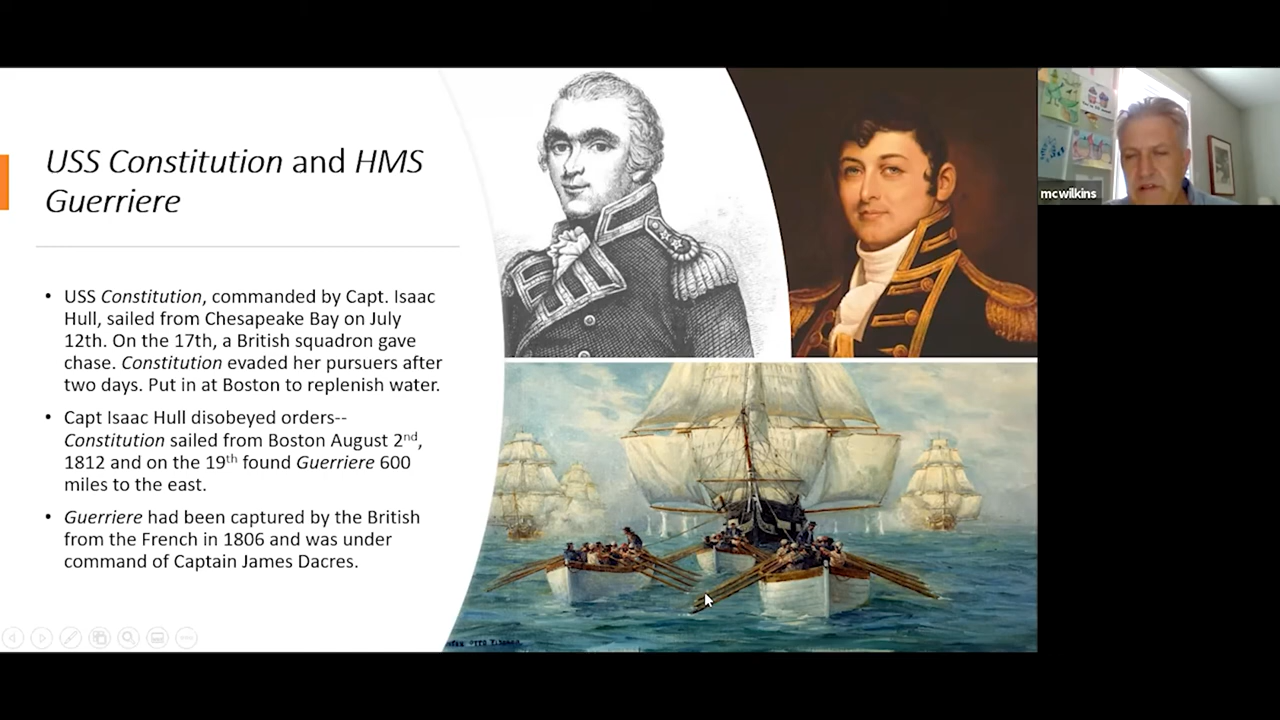 USS Constitution and HMS
Guerriere
• USS Constitution, commanded by Capt. Isaac
Hull, sailed from Chesapeake Bay on July
12th. On the 17th, a British squadron gave
chase. Constitution evaded her pursuers after
two days. Put in at Boston to replenish water.
• Capt Isaac Hull disobeyed orders--
Constitution sailed from Boston August 2nd,
1812 and on the 19th found Guerriere 600
miles to the east.
• Guerriere had been captured by the British
from the French in 1806 and was under
command of Captain James Dacres.
mcwilkins